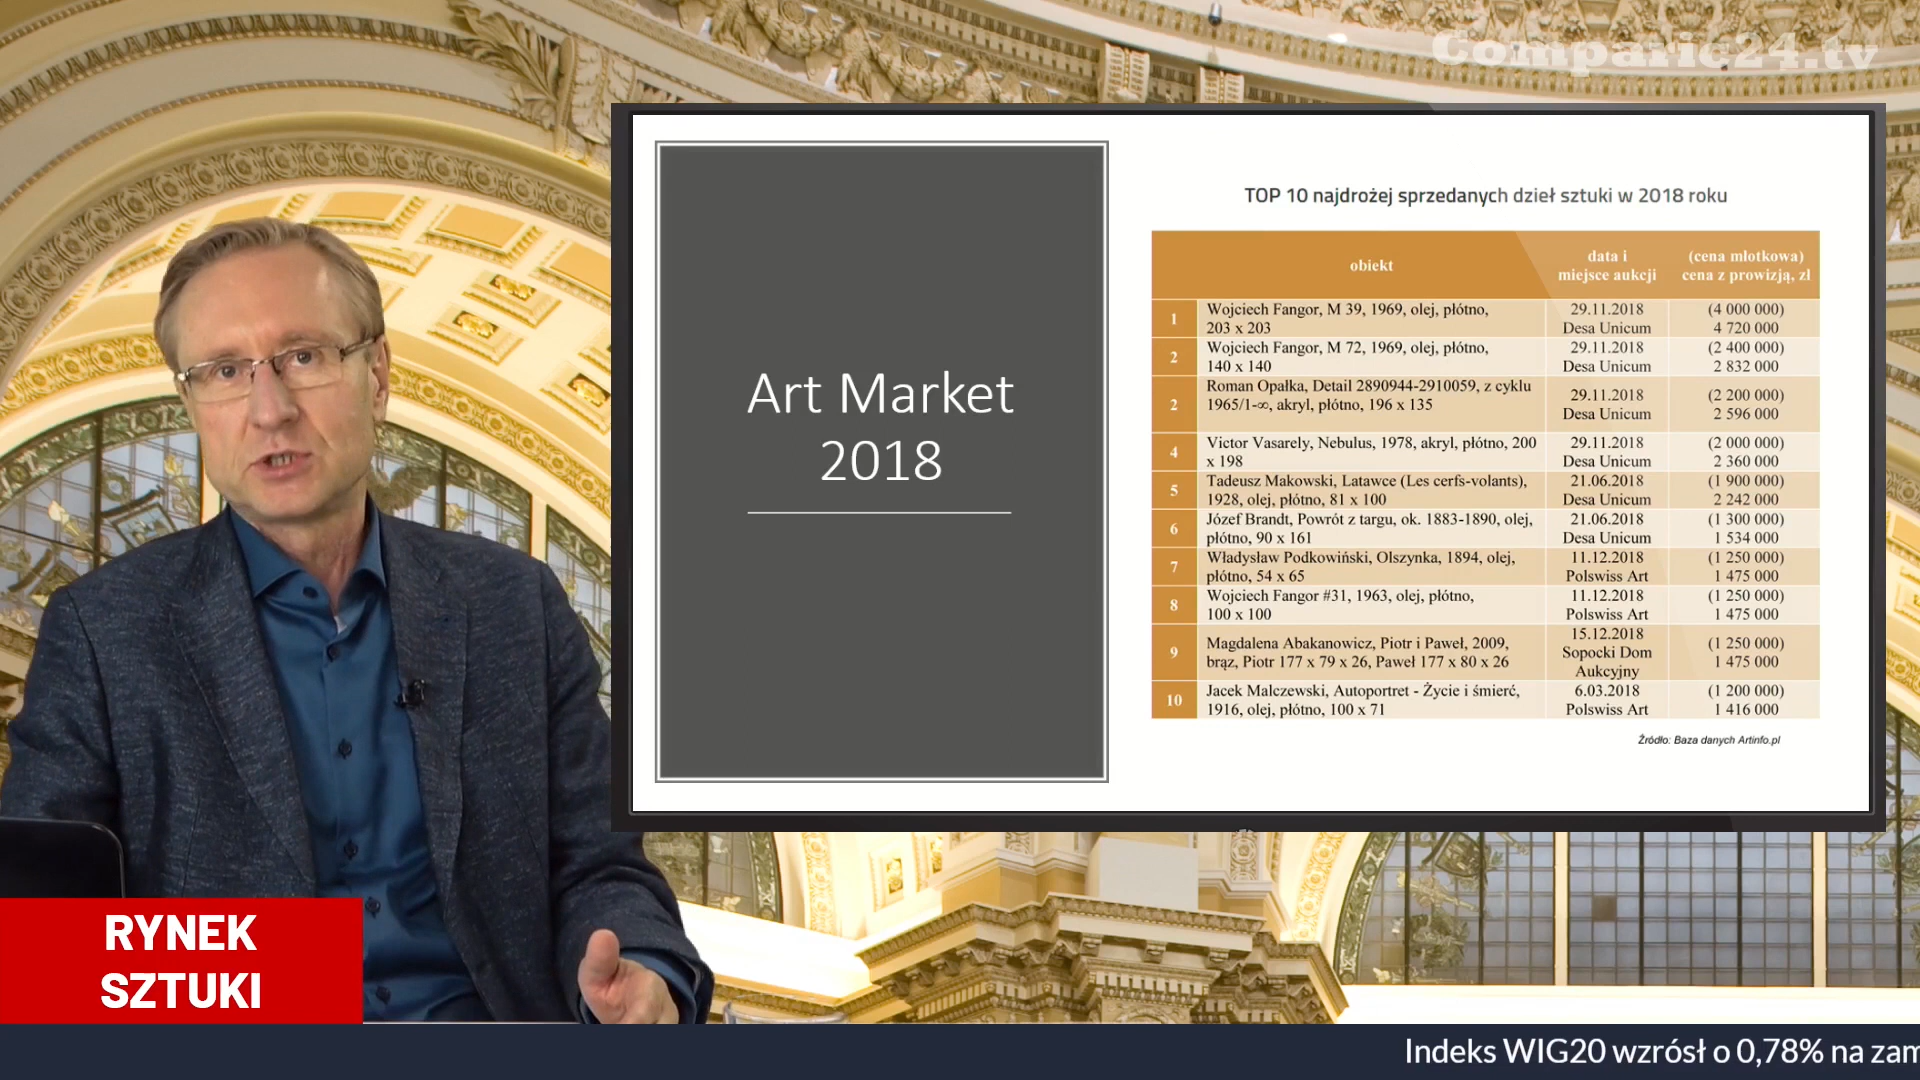 Comparic24.tv
Art Market
2018
TOP 10 najdrożej sprzedanych dzieł sztuki w 2018 roku
obiekt
data i
miejsce aukcji
(cena młotkowa)
cena z prowizją, zł
1
Wojciech Fangor, M 39, 1969, olej, płótno,
203 x 203
29.11.2018
Desa Unicum
(4 000 000)
4 720 000
2
Wojciech Fangor, M 72, 1969, olej, płótno,
140 x 140
29.11.2018
Desa Unicum
(2 400 000)
2 832 000
2
Roman Opałka, Detail 2890944-2910059, z cyklu
1965/1-∞, akryl, płótno, 196 x 135
29.11.2018
Desa Unicum
(2 200 000)
2 596 000
4
Victor Vasarely, Nebulus, 1978, akryl, płótno, 200
x 198
29.11.2018
Desa Unicum
(2 000 000)
2 360 000
5
Tadeusz Makowski, Latawce (Les cerfs-volants),
1928, olej, płótno, 81 x 100
21.06.2018
Desa Unicum
(1 900 000)
2 242 000
6
Józef Brandt, Powrót z targu, ok. 1883-1890, olej,
płótno, 90 x 161
21.06.2018
Desa Unicum
(1 300 000)
1 534 000
7
Władysław Podkowiński, Olszynka, 1894, olej,
płótno, 54 x 65
11.12.2018
Polswiss Art
(1 250 000)
1 475 000
8
Wojciech Fangor #31, 1963, olej, płótno,
100 x 100
11.12.2018
Polswiss Art
(1 250 000)
1 475 000
9
Magdalena Abakanowicz, Piotr i Paweł, 2009,
brąz, Piotr 177 x 79 x 26, Paweł 177 x 80 x 26
15.12.2018
Sopocki Dom
Aukcyjny
(1 250 000)
1 475 000
10
Jacek Malczewski, Autoportret - Życie i śmierć,
1916, olej, płótno, 100 x 71
6.03.2018
Polswiss Art
(1 200 000)
1 416 000
Źródło: Baza danych Artinfo.pl
RYNEK
SZTUKI
Indeks WIG20 wzrósł o 0,78% na zam